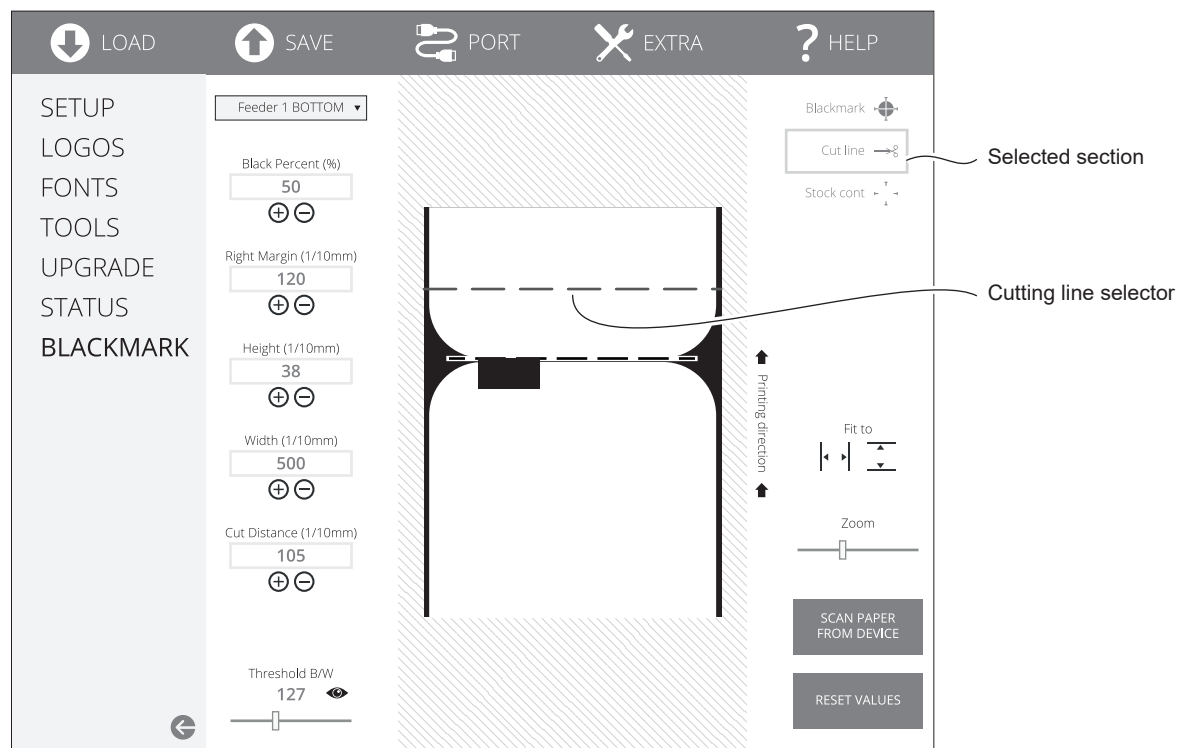 LOAD
SAVE
PORT
EXTRA
? HELP
SETUP
LOGOS
FONTS
TOOLS
UPGRADE
STATUS
BLACKMARK
Feeder 1 BOTTOM
Black Percent (%)
50
Right Margin (1/10mm)
120
Height (1/10mm)
38
Width (1/10mm)
500
Cut Distance (1/10mm)
105
Threshold B/W
127
Printing direction
Blackmark
Cut line
Stock cont
Fit to
Zoom
SCAN PAPER
FROM DEVICE
RESET VALUES
Selected section
Cutting line selector